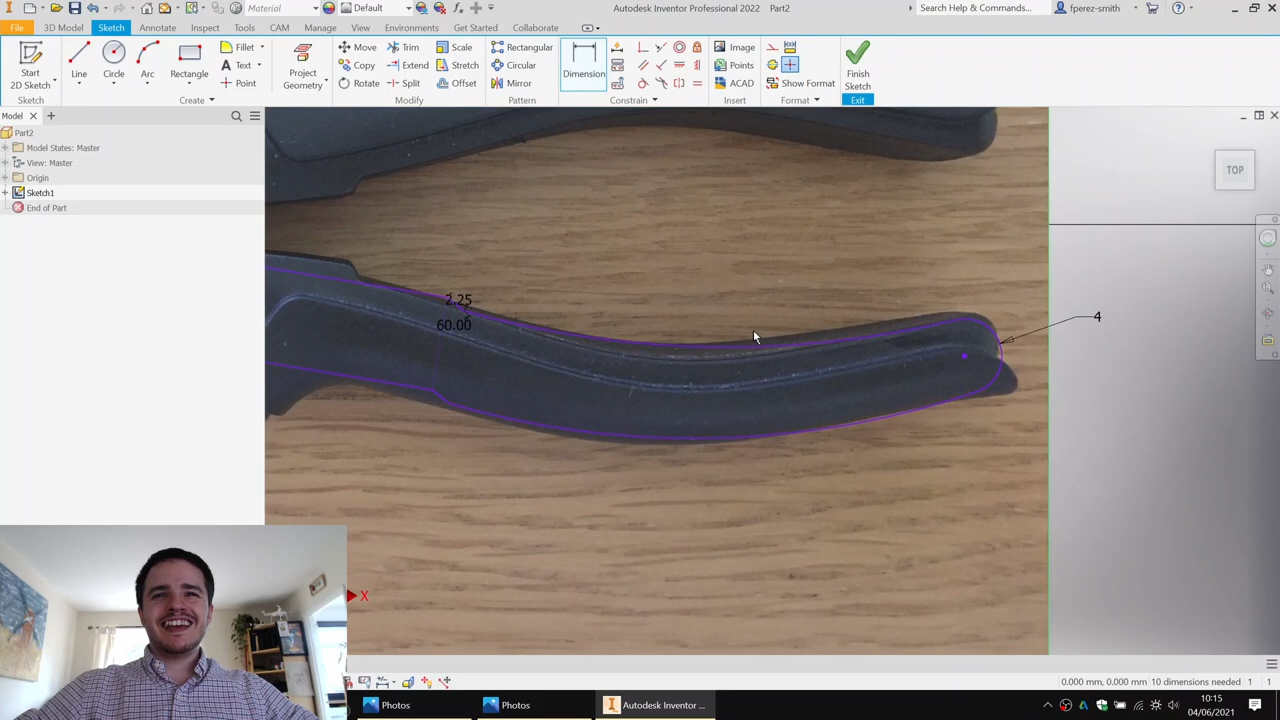 Material
Default
Autodesk Inventor Professional 2022 Part2
Search Help & Commands...
fperez-smith
File
3D Model
Sketch
Annotate
Inspect
Tools
CAM
Manage
View
Environments
Get Started
Collaborate
Start
2D Sketch
Line
Circle
Arc
Rectangle
Fillet
Text
Point
Project
Geometry
Move
Copy
Rotate
Trim
Extend
Split
Scale
Stretch
Offset
Rectangular
Circular
Mirror
Dimension
Image
Points
ACAD
Show Format
Finish
Sketch
Sketch
Create
Modify
Pattern
Constrain
Insert
Format
Exit
Model
Part2
Model States: Master
View: Master
Origin
Sketch1
End of Part
TOP
2.25
60.00
4
X
0.000 mm, 0.000 mm 10 dimensions needed 1 1
Photos
Photos
Autodesk Inventor ...
10:15
04/06/2021